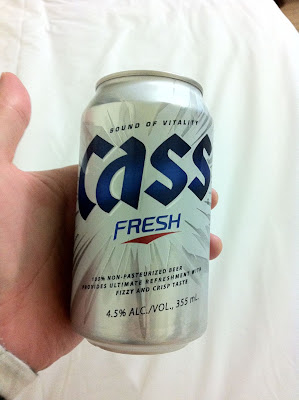 SOUND OF VITALITY
Cass
FRESH
100% NON-PASTEURIZED BEER
PROVIDES ULTIMATE REFRESHMENT WITH
FIZZY AND CRISP TASTE
4.5% ALC./VOL., 355 mL